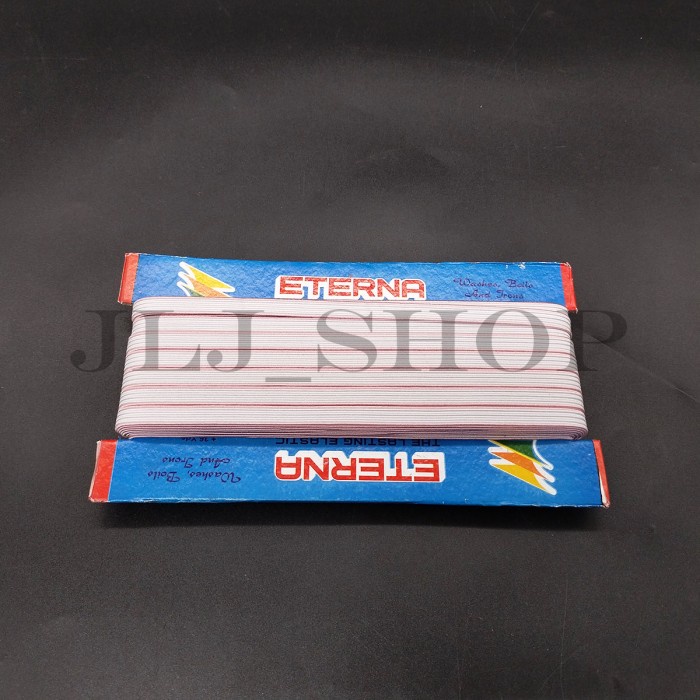 ETERNA
Washes, Boils
And Irons
JLJ_SHOP
THE LASTING ELASTIC
ETERNA
Washes, Boils
And Irons